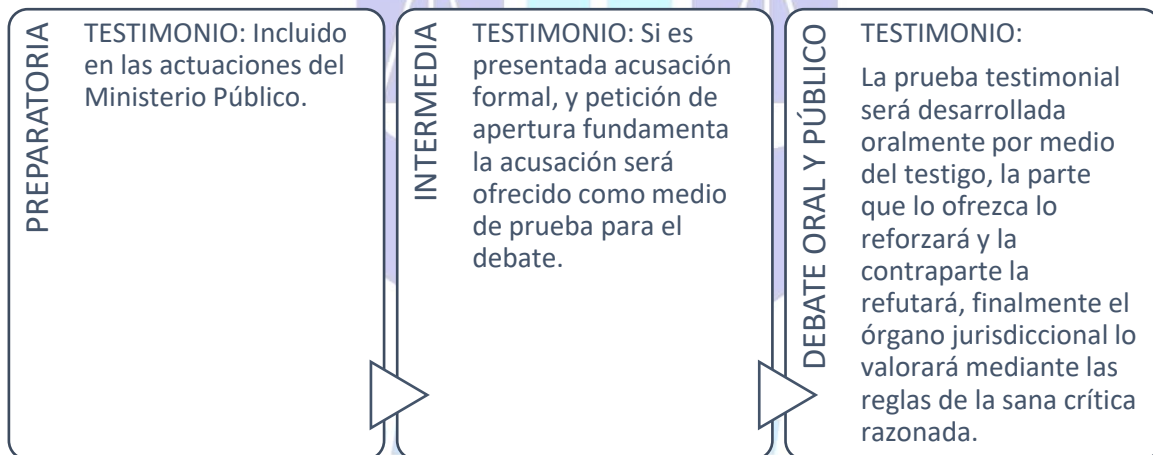 PREPARATORIA
TESTIMONIO: Incluido
en las actuaciones del
Ministerio Público.
INTERMEDIA
TESTIMONIO: Si es
presentada acusación
formal, y petición de
apertura fundamenta
la acusación será
ofrecido como medio
de prueba para el
debate.
DEBATE ORAL Y PÚBLICO
TESTIMONIO:
La prueba testimonial
será desarrollada
oralmente por medio
del testigo, la parte
que lo ofrezca lo
reforzará y la
contraparte la
refutará, finalmente el
órgano jurisdiccional lo
valorará mediante las
reglas de la sana crítica
razonada.